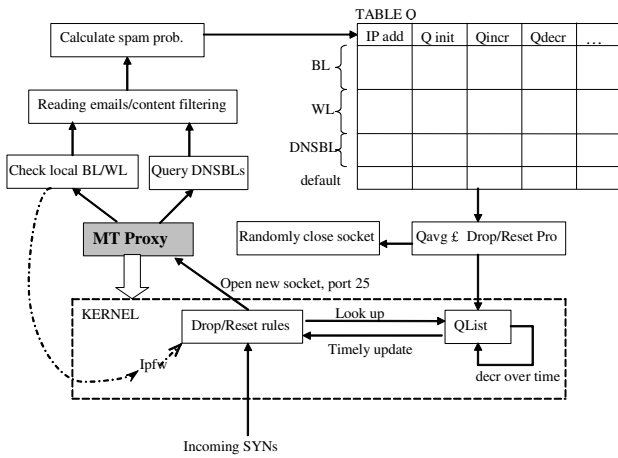 TABLE Q
Calculate spam prob.
IP add Q init Qincr Qdecr ...
BL
Reading emails/content filtering
WL
DNSBL
Check local BL/WL
Query DNSBLs
default
MT Proxy
Randomly close socket
Qavg £ Drop/Reset Pro
Open new socket, port 25
KERNEL
Drop/Reset rules
Look up
QList
Timely update
Ipfw
decr over time
Incoming SYNs